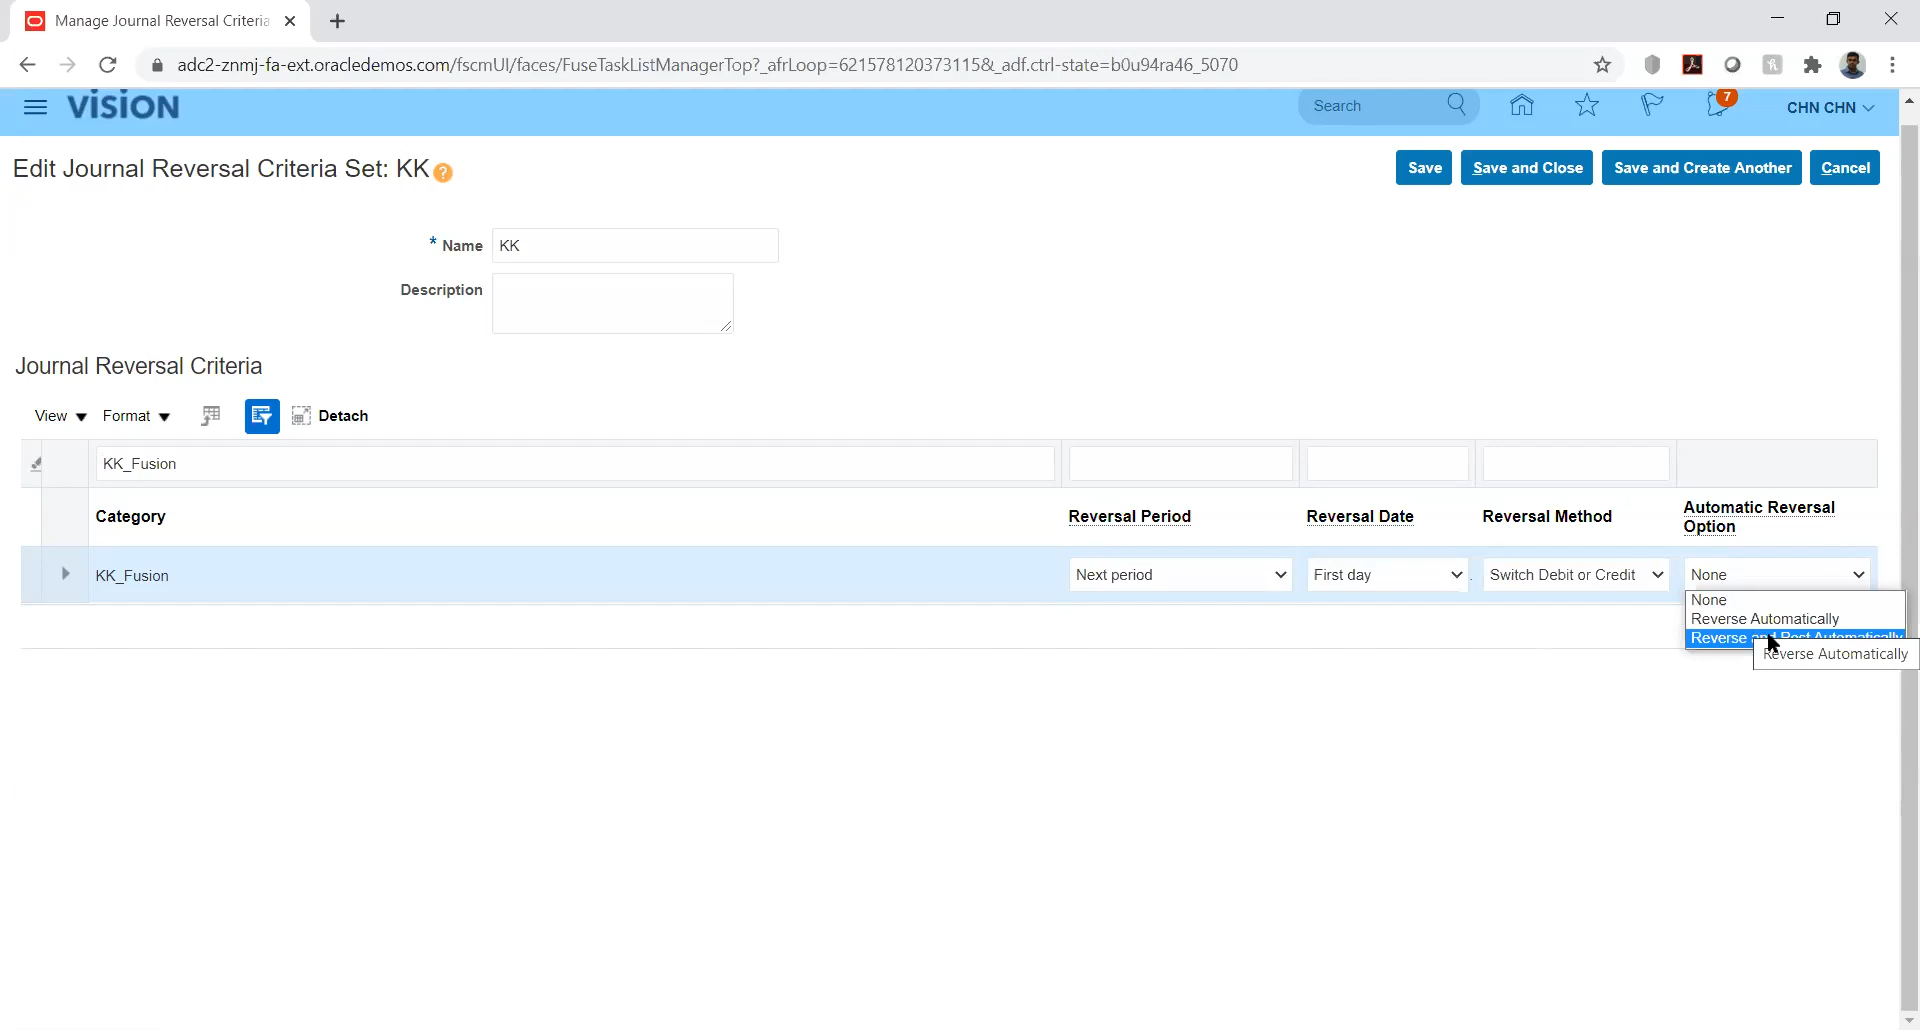 Manage Journal Reversal Criteria
adc2-znmj-fa-ext.oracledemos.com/fscmUI/faces/FuseTaskListManagerTop?_afrLoop=621578120373115&_adf.ctrl-state=b0u94ra46_5070
VISION
Search
7
CHN CHN
Edit Journal Reversal Criteria Set: KK
?
Save
Save and Close
Save and Create Another
Cancel
* Name
KK
Description
Journal Reversal Criteria
View
Format
Detach
KK_Fusion
Category
Reversal Period
Reversal Date
Reversal Method
Automatic Reversal
Option
KK_Fusion
Next period
First day
Switch Debit or Credit
None
None
Reverse Automatically
Reverse and Post Automatically
Reverse Automatically